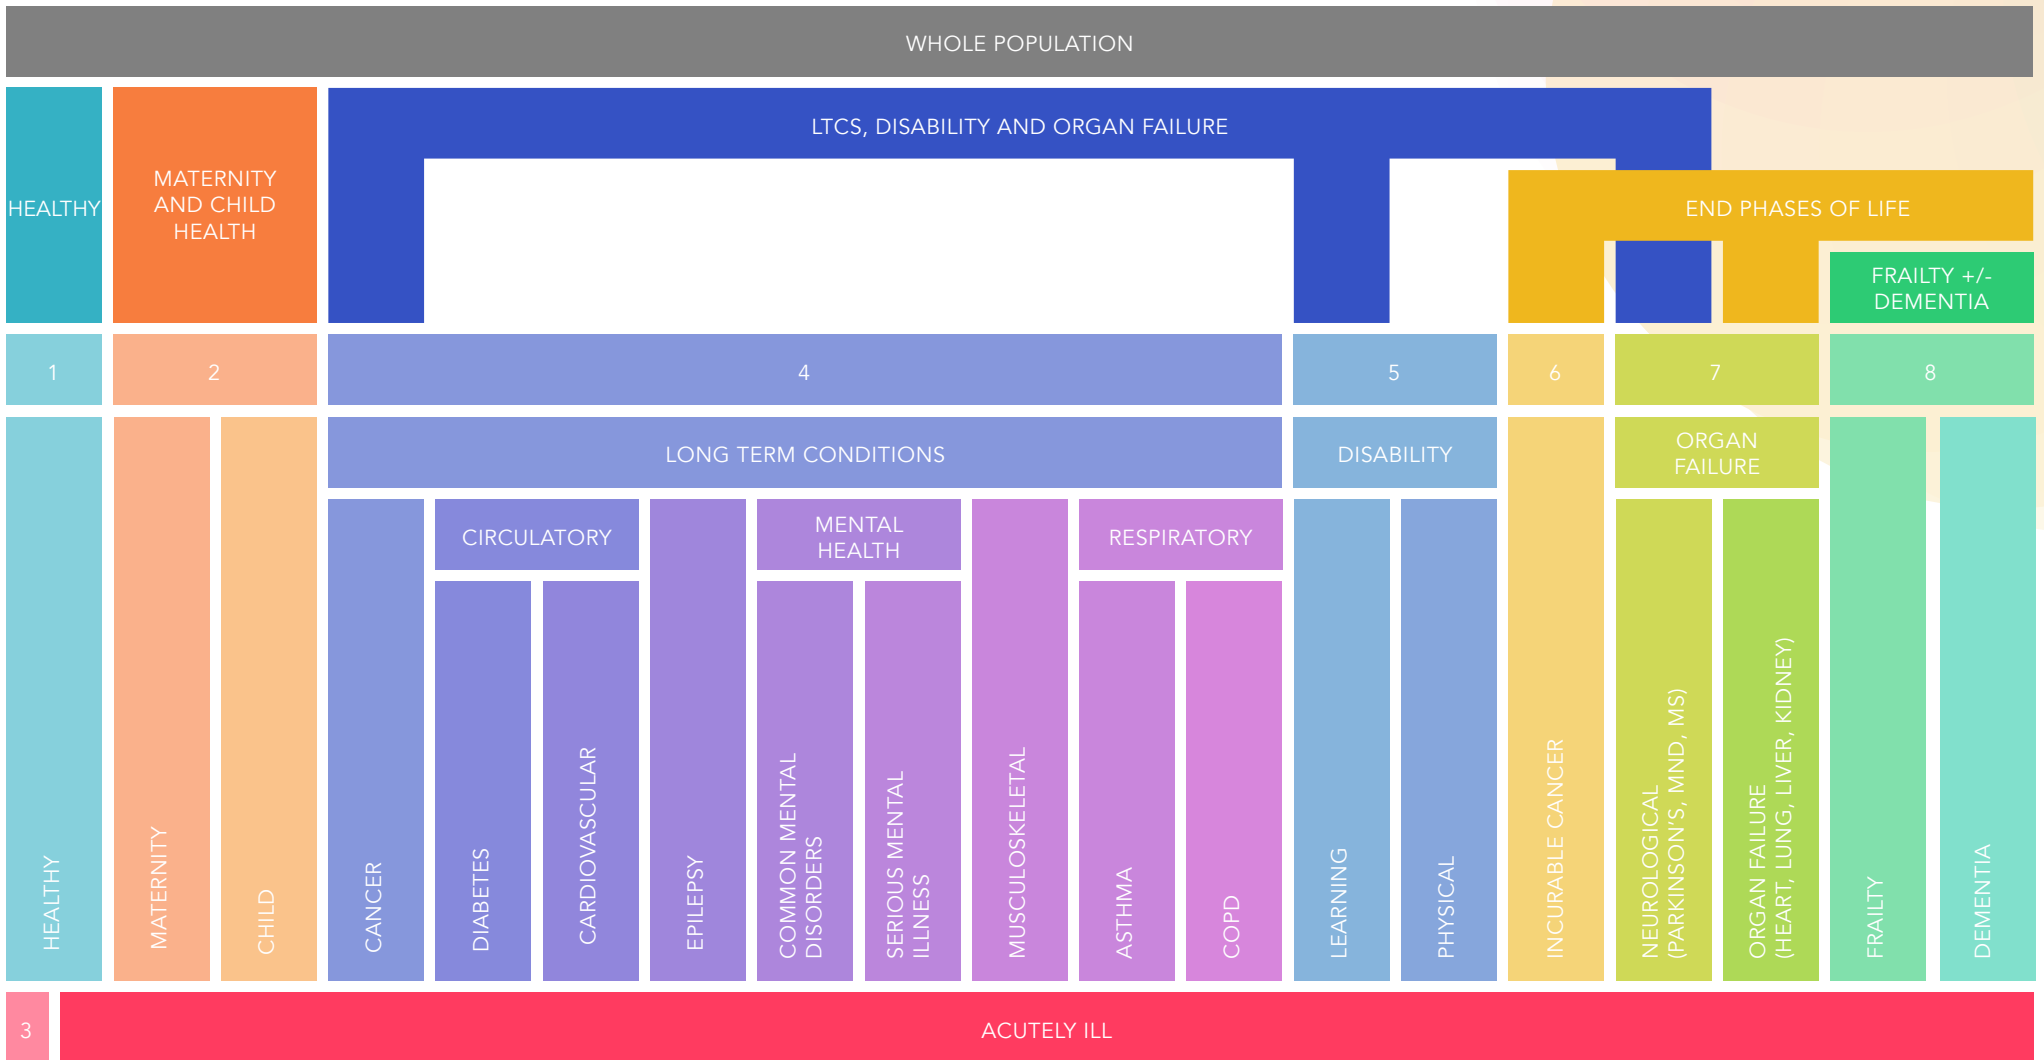 WHOLE POPULATION
LTCS, DISABILITY AND ORGAN FAILURE
HEALTHY
MATERNITY
AND CHILD
HEALTH
END PHASES OF LIFE
FRAILTY +/-
DEMENTIA
1
2
4
5
6
7
8
LONG TERM CONDITIONS
DISABILITY
ORGAN
FAILURE
CIRCULATORY
MENTAL
HEALTH
RESPIRATORY
HEALTHY
MATERNITY
CHILD
CANCER
DIABETES
CARDIOVASCULAR
EPILEPSY
COMMON MENTAL
DISORDERS
SERIOUS MENTAL
ILLNESS
MUSCULOSKELETAL
ASTHMA
COPD
LEARNING
PHYSICAL
INCURABLE CANCER
NEUROLOGICAL
(PARKINSON'S, MND, MS)
ORGAN FAILURE
(HEART, LUNG, LIVER, KIDNEY)
FRAILTY
DEMENTIA
3
ACUTELY ILL